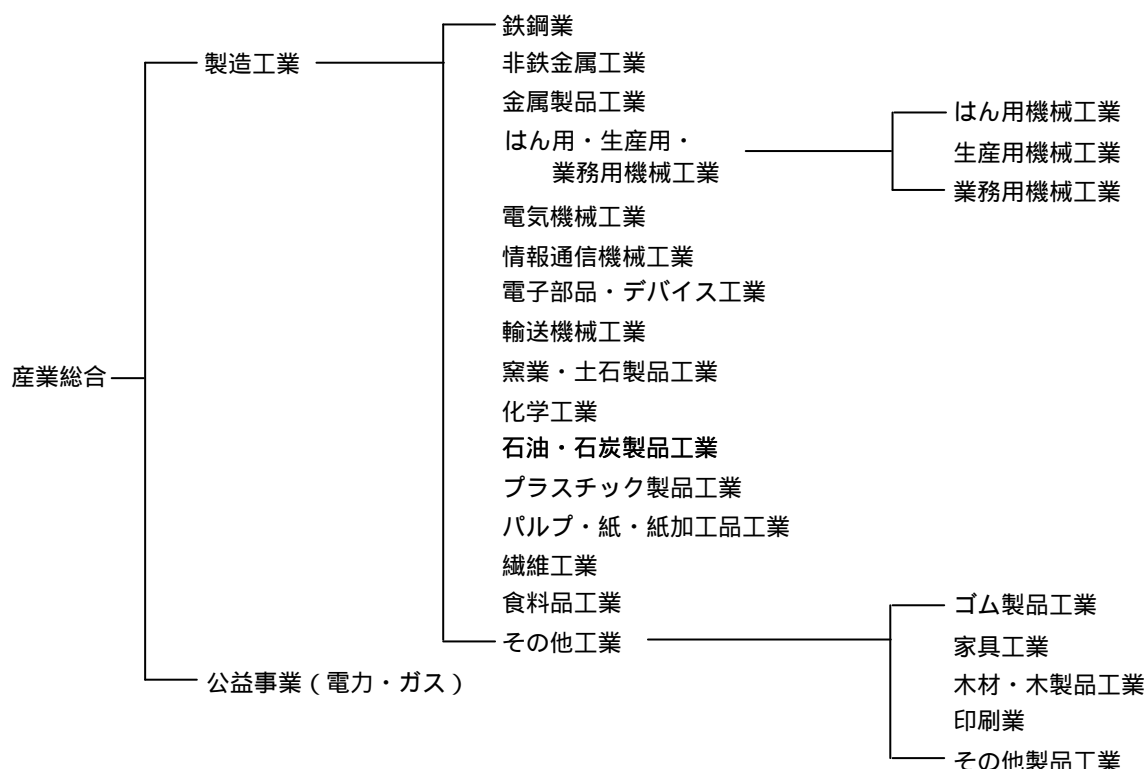 産業総合
製造工業
鉄鋼業
非鉄金属工業
金属製品工業
はん用・生産用・
業務用機械工業
はん用機械工業
生産用機械工業
業務用機械工業
電気機械工業
情報通信機械工業
電子部品・デバイス工業
輸送機械工業
窯業・土石製品工業
化学工業
石油・石炭製品工業
プラスチック製品工業
パルプ・紙・紙加工品工業
繊維工業
食料品工業
その他工業
ゴム製品工業
家具工業
木材・木製品工業
印刷業
その他製品工業
公益事業（電力・ガス）